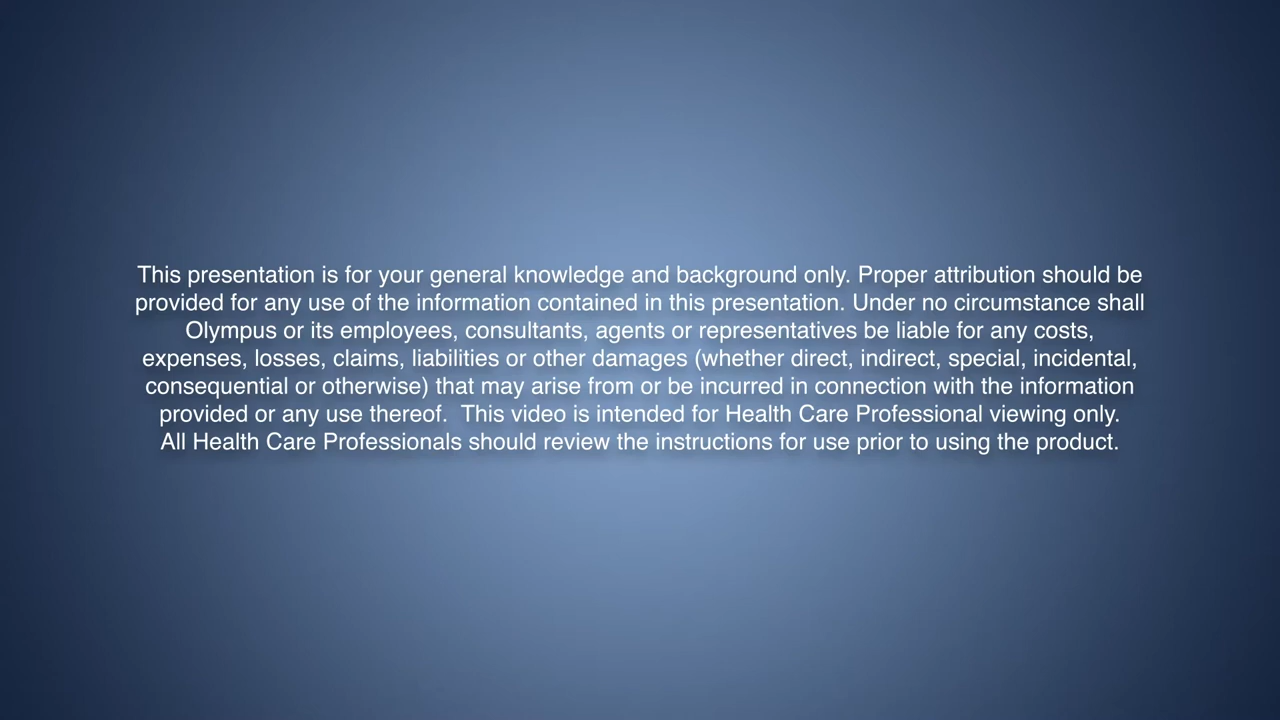 This presentation is for your general knowledge and background only. Proper attribution should be
provided for any use of the information contained in this presentation. Under no circumstance shall
Olympus or its employees, consultants, agents or representatives be liable for any costs,
expenses, losses, claims, liabilities or other damages (whether direct, indirect, special, incidental,
consequential or otherwise) that may arise from or be incurred in connection with the information
provided or any use thereof.  This video is intended for Health Care Professional viewing only.
All Health Care Professionals should review the instructions for use prior to using the product.